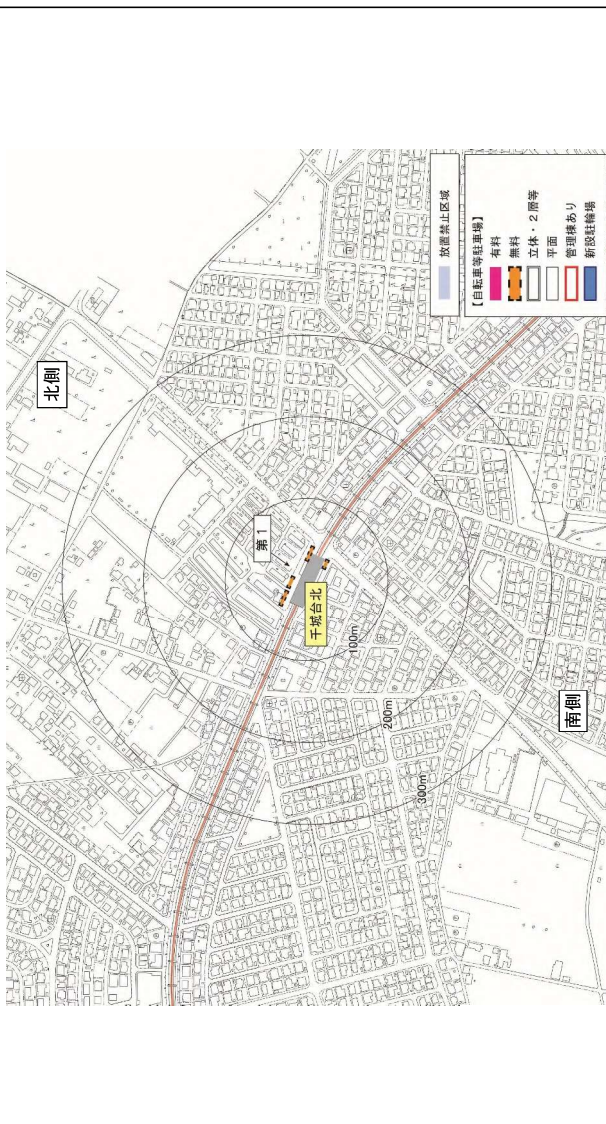 北側
第１
千城台北
100m
200m
300m
南側
放置禁止区域
【自転車等駐車場】
有料
無料
立体・２層等
平面
管理棟あり
新設駐輪場